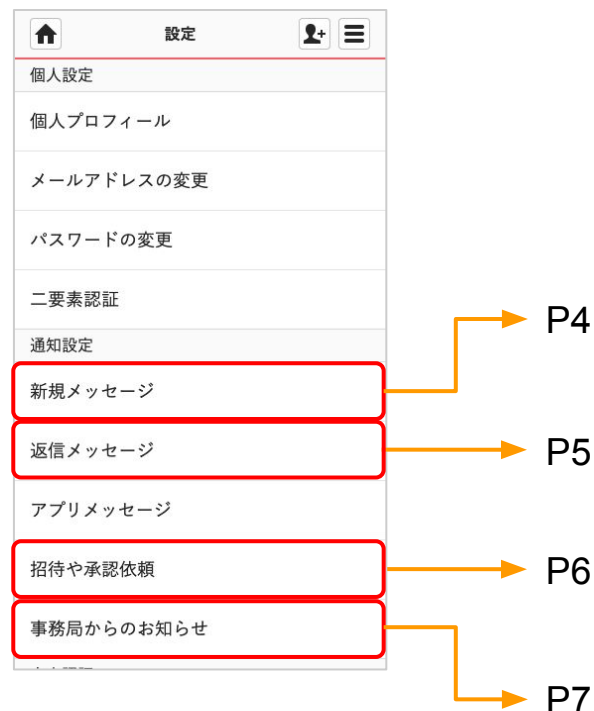 設定
個人設定
個人プロフィール
メールアドレスの変更
パスワードの変更
二要素認証
通知設定
新規メッセージ
返信メッセージ
アプリメッセージ
招待や承認依頼
事務局からのお知らせ
P4
P5
P6
P7